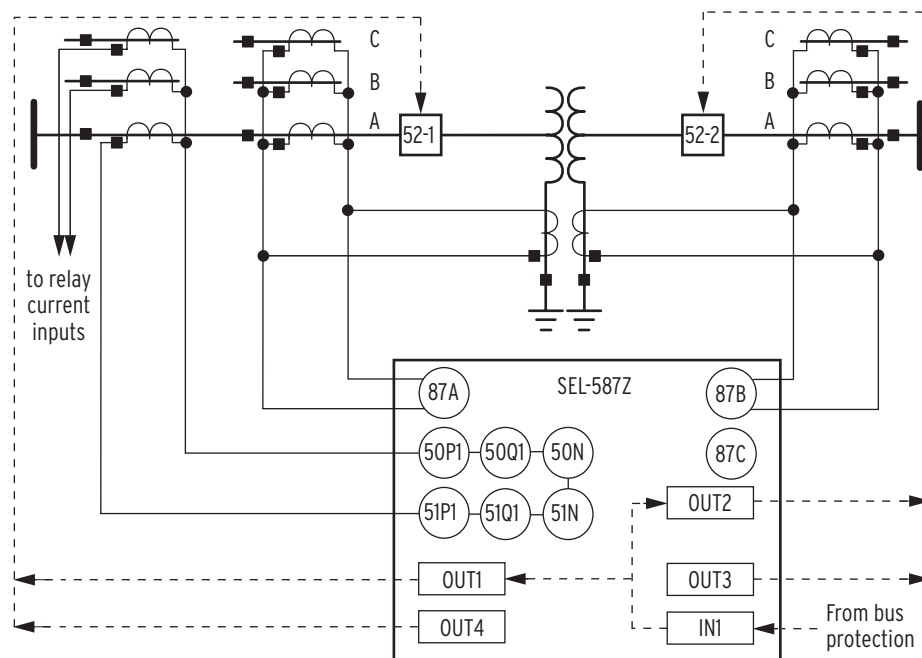 C
B
A
52-1
52-2
C
B
A
to relay
current
inputs
SEL-587Z
87A
87B
50P1
50Q1
50N
87C
51P1
51Q1
51N
OUT2
OUT1
OUT3
OUT4
IN1
From bus
protection